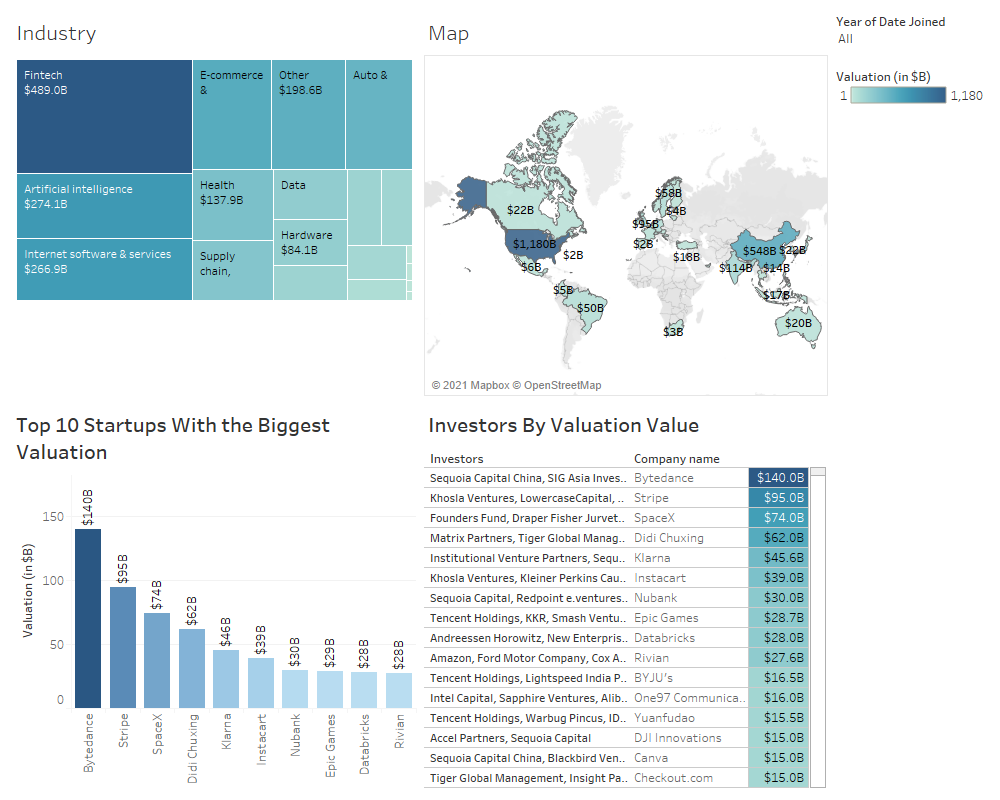 Industry
Fintech
$489.0B
E-commerce
&
Other
$198.6B
Auto &
Artificial intelligence
$274.1B
Health
$137.9B
Data
Hardware
$84.1B
Internet software & services
$266.9B
Supply
chain,
Map
$58B
$4B
$22B
$95B
$1,180B
$2B
$548B
$22B
$2B
$18B
$6B
$114B
$14B
$5B
$17B
$50B
$20B
$3B
© 2021 Mapbox © OpenStreetMap
Year of Date Joined
All
Valuation (in $B)
1
1,180
Top 10 Startups With the Biggest
Valuation
Valuation (in $B)
150
100
50
0
$140B
$95B
$74B
$62B
$46B
$39B
$30B
$29B
$28B
$28B
Bytedance
Stripe
SpaceX
Didi Chuxing
Klarna
Instacart
Nubank
Epic Games
Databricks
Rivian
Investors By Valuation Value
Investors Company name
Sequoia Capital China, SIG Asia Inves.. Bytedance $140.0B
Khosla Ventures, LowercaseCapital, .. Stripe $95.0B
Founders Fund, Draper Fisher Jurvet.. SpaceX $74.0B
Matrix Partners, Tiger Global Manag.. Didi Chuxing $62.0B
Institutional Venture Partners, Sequ.. Klarna $45.6B
Khosla Ventures, Kleiner Perkins Cau.. Instacart $39.0B
Sequoia Capital, Redpoint e.ventures.. Nubank $30.0B
Tencent Holdings, KKR, Smash Ventu.. Epic Games $28.7B
Andreessen Horowitz, New Enterpris.. Databricks $28.0B
Amazon, Ford Motor Company, Cox A.. Rivian $27.6B
Tencent Holdings, Lightspeed India P.. BYJU's $16.5B
Intel Capital, Sapphire Ventures, Alib.. One97 Communica.. $16.0B
Tencent Holdings, Warbug Pincus, ID.. Yuanfudao $15.5B
Accel Partners, Sequoia Capital DJI Innovations $15.0B
Sequoia Capital China, Blackbird Ven.. Canva $15.0B
Tiger Global Management, Insight Pa.. Checkout.com $15.0B